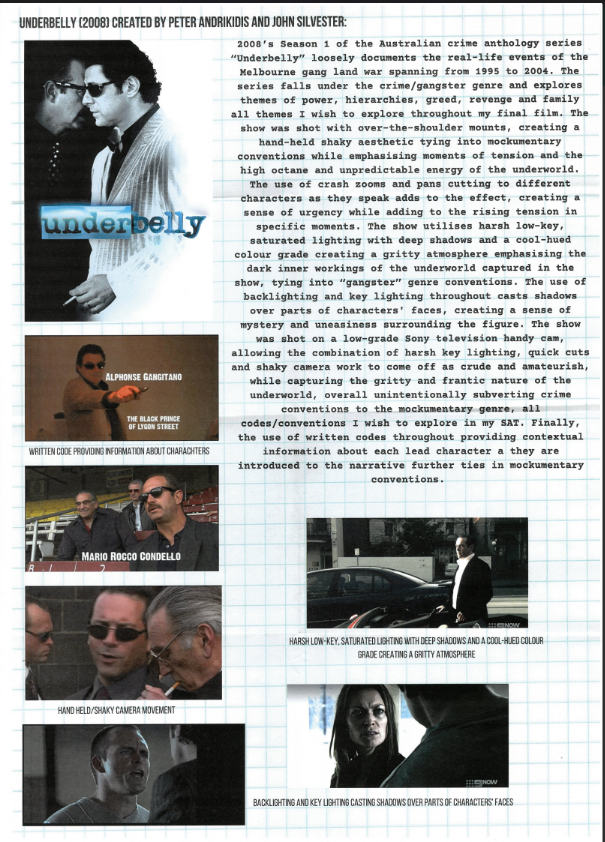 UNDERBELLY (2008) CREATED BY PETER ANDRIKIDIS AND JOHN SILVESTER:
2008's Season 1 of the Australian crime anthology series
“Underbelly” loosely documents the real-life events of the
Melbourne gang land war spanning from 1995 to 2004. The
series falls under the crime/gangster genre and explores
themes of power, hierarchies, greed, revenge and family
all themes I wish to explore throughout my final film. The
show was shot with over-the-shoulder mounts, creating a
hand-held shaky aesthetic tying into mockumentary
conventions while emphasising moments of tension and the
high octane and unpredictable energy of the underworld.
The use of crash zooms and pans cutting to different
characters as they speak adds to the effect, creating a
sense of urgency while adding to the rising tension in
specific moments. The show utilises harsh low-key,
saturated lighting with deep shadows and a cool-hued
colour grade creating a gritty atmosphere emphasising the
dark inner workings of the underworld captured in the
show, tying into “gangster” genre conventions. The use of
backlighting and key lighting throughout casts shadows
over parts of characters' faces, creating a sense of
mystery and uneasiness surrounding the figure. The show
was shot on a low-grade Sony television handy cam,
allowing the combination of harsh key lighting, quick cuts
and shaky camera work to come off as crude and amateurish,
while capturing the gritty and frantic nature of the
underworld, overall unintentionally subverting crime
conventions to the mockumentary genre, all
codes/conventions I wish to explore in my SAT. Finally,
the use of written codes throughout providing contextual
information about each lead character a they are
introduced to the narrative further ties in mockumentary
conventions.
underbelly
ALPHONSE GANGITANO
THE BLACK PRINCE
OF LYGON STREET
WRITTEN CODE PROVIDING INFORMATION ABOUT CHARACHTERS
MARIO ROCCO CONDELLO
8 1 2
HAND HELD/SHAKY CAMERA MOVEMENT
NOW
HARSH LOW-KEY, SATURATED LIGHTING WITH DEEP SHADOWS AND A COOL-HUED COLOUR
GRADE CREATING A GRITTY ATMOSPHERE
NOW
BACKLIGHTING AND KEY LIGHTING CASTING SHADOWS OVER PARTS OF CHARACTERS' FACES